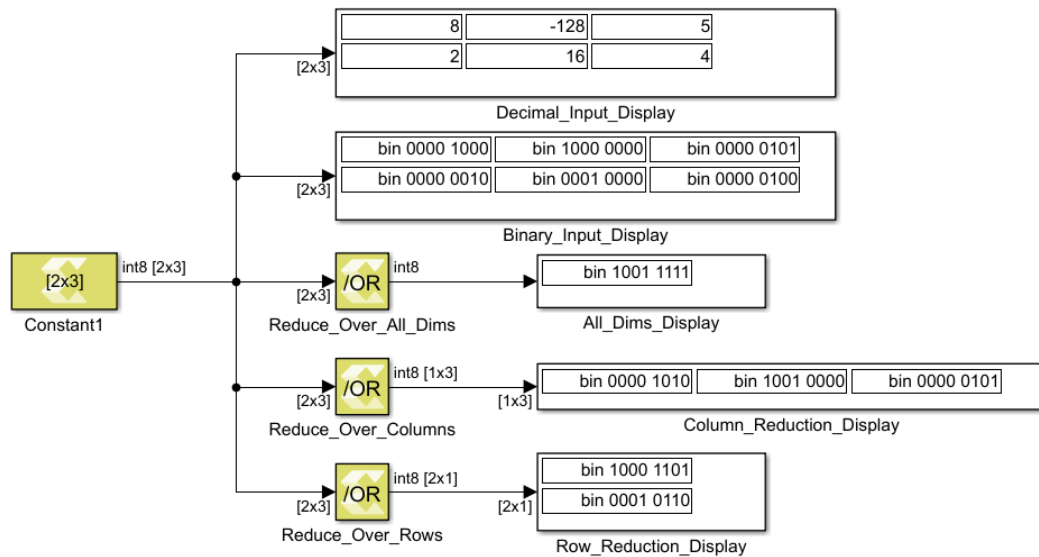 8 -128 5
[2x3] 2 16 4
Decimal_Input_Display
bin 0000 1000 bin 1000 0000 bin 0000 0101
[2x3] bin 0000 0010 bin 0001 0000 bin 0000 0100
Binary_Input_Display
[2x3] int8 [2x3] [2x3] /OR int8 bin 1001 1111
Constant1 Reduce_Over_All_Dims All_Dims_Display
[2x3] /OR int8 [1x3] [1x3] bin 0000 1010 bin 1001 0000 bin 0000 0101
Reduce_Over_Columns Column_Reduction_Display
[2x3] /OR int8 [2x1] bin 1000 1101
[2x1] bin 0001 0110
Reduce_Over_Rows Row_Reduction_Display